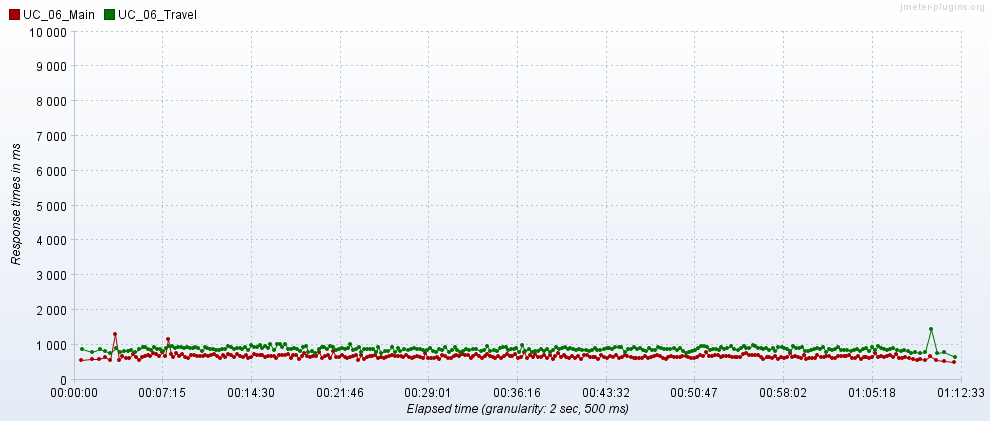 UC_06_Main UC_06_Travel
jmeter-plugins.org
10 000
9 000
8 000
7 000
6 000
5 000
4 000
3 000
2 000
1 000
0
Response times in ms
00:00:00 00:07:15 00:14:30 00:21:46 00:29:01 00:36:16 00:43:32 00:50:47 00:58:02 01:05:18 01:12:33
Elapsed time (granularity: 2 sec, 500 ms)